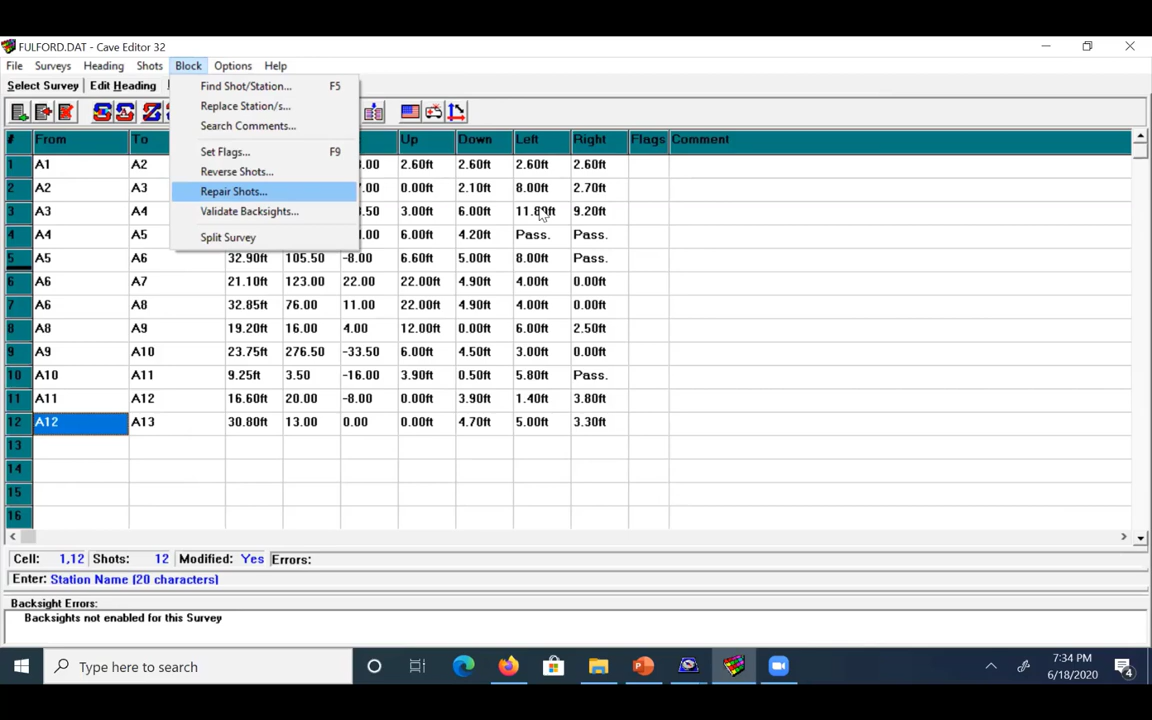 FULFORD.DAT - Cave Editor 32
File Surveys Heading Shots Block Options Help
Select Survey Edit Heading
Find Shot/Station... F5
Replace Station/s...
Search Comments...
Set Flags... F9
Reverse Shots...
Repair Shots...
Validate Backsights...
Split Survey
# From To Up Down Left Right Flags Comment
1 A1 A2 3.00 2.60ft 2.60ft 2.60ft 2.60ft
2 A2 A3 7.00 0.00ft 2.10ft 8.00ft 2.70ft
3 A3 A4 .50 3.00ft 6.00ft 11.80ft 9.20ft
4 A4 A5 .00 6.00ft 4.20ft Pass. Pass.
5 A5 A6 32.90ft 105.50 -8.00 6.60ft 5.00ft 8.00ft Pass.
6 A6 A7 21.10ft 123.00 22.00 22.00ft 4.90ft 4.00ft 0.00ft
7 A6 A8 32.85ft 76.00 11.00 22.00ft 4.90ft 4.00ft 0.00ft
8 A8 A9 19.20ft 16.00 4.00 12.00ft 0.00ft 6.00ft 2.50ft
9 A9 A10 23.75ft 276.50 -33.50 6.00ft 4.50ft 3.00ft 0.00ft
10 A10 A11 9.25ft 3.50 -16.00 3.90ft 0.50ft 5.80ft Pass.
11 A11 A12 16.60ft 20.00 -8.00 0.00ft 3.90ft 1.40ft 3.80ft
12 A12 A13 30.80ft 13.00 0.00 0.00ft 4.70ft 5.00ft 3.30ft
13
14
15
16
Cell: 1,12 Shots: 12 Modified: Yes Errors:
Enter: Station Name (20 characters)
Backsight Errors:
Backsights not enabled for this Survey
Type here to search
7:34 PM
6/18/2020
4